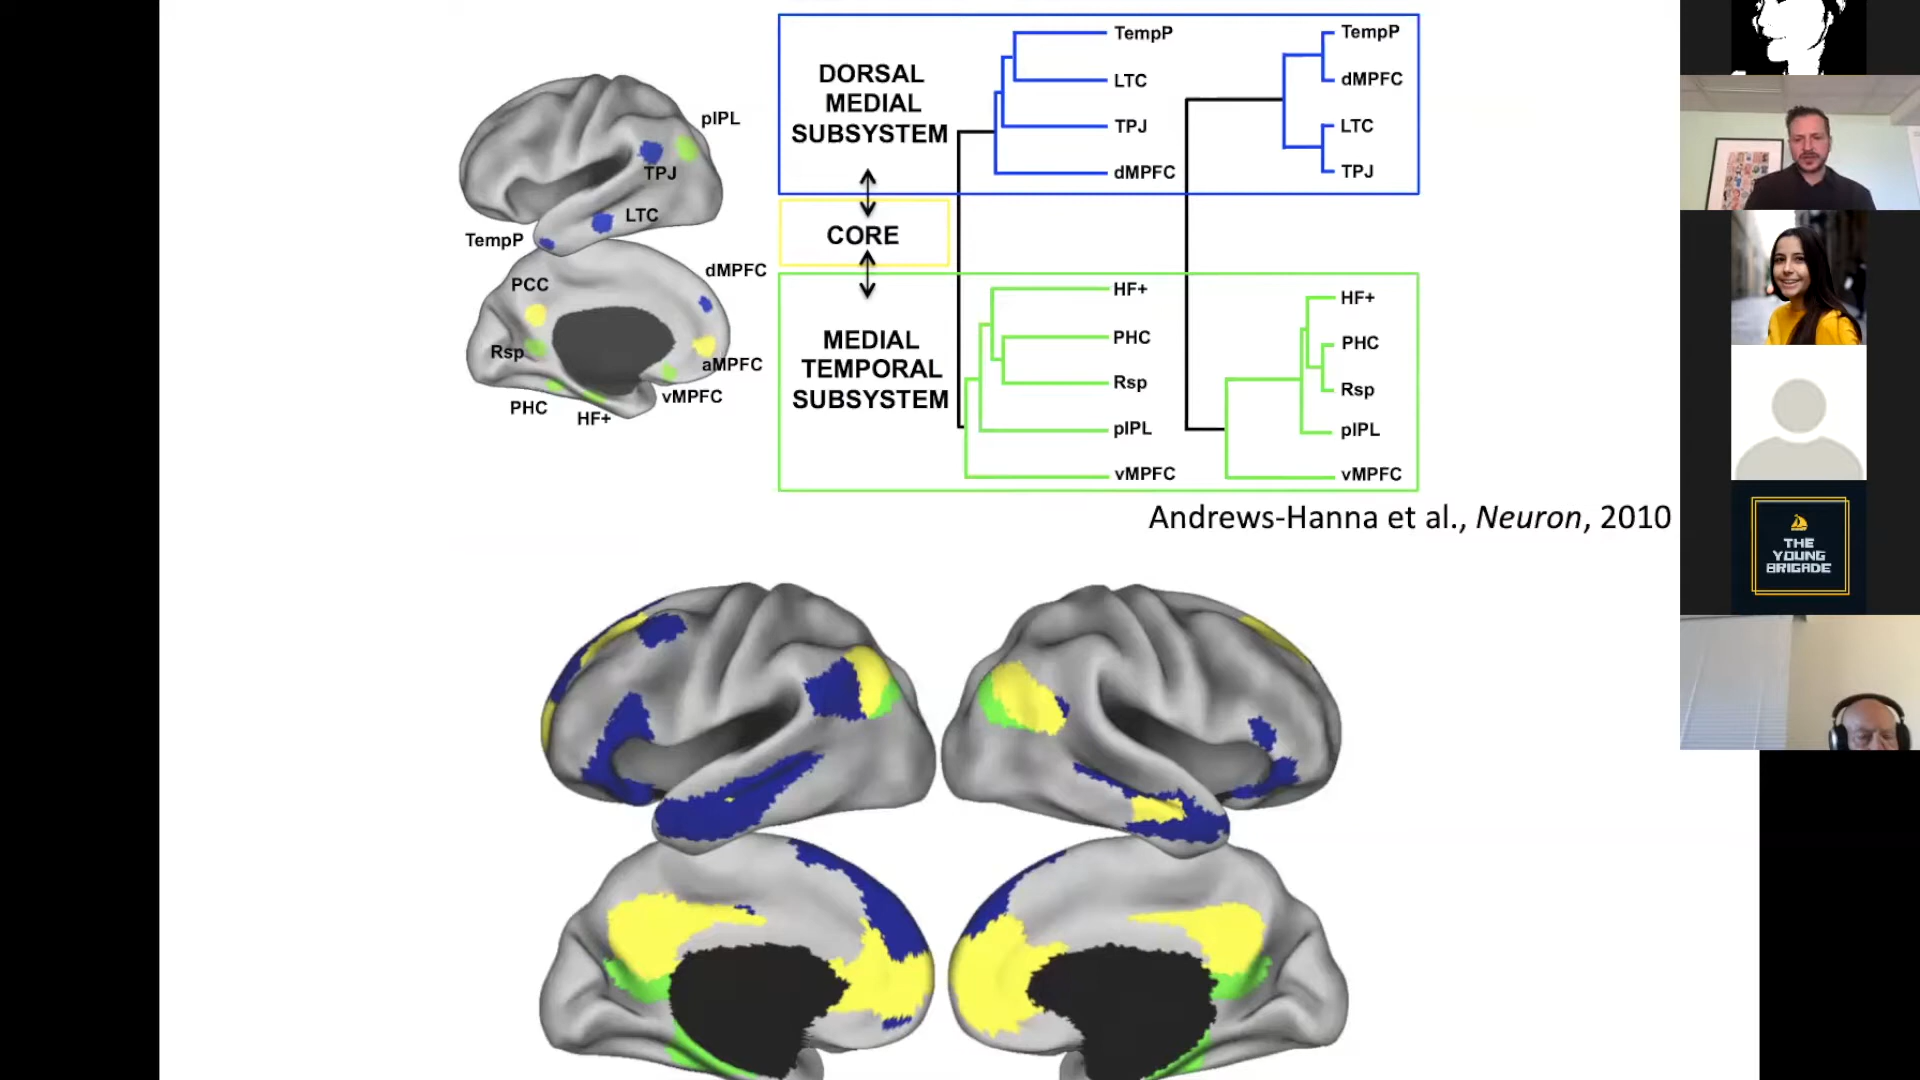 pIPL
TPJ
LTC
TempP
dMPFC
PCC
Rsp
aMPFC
vMPFC
PHC
HF+
DORSAL
MEDIAL
SUBSYSTEM
CORE
MEDIAL
TEMPORAL
SUBSYSTEM
TempP
LTC
TPJ
dMPFC
HF+
PHC
Rsp
pIPL
vMPFC
TempP
dMPFC
LTC
TPJ
HF+
PHC
Rsp
pIPL
vMPFC
Andrews-Hanna et al., Neuron, 2010
THE
YOUNG
BRIGADE